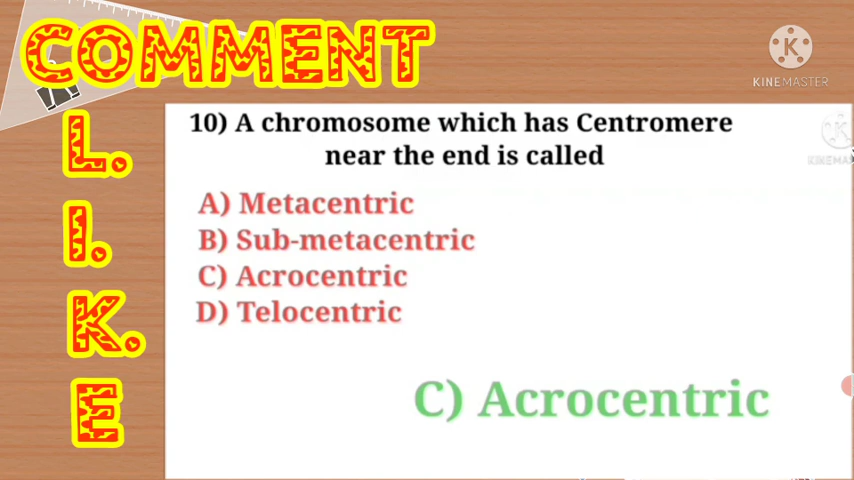 COMMENT
L.
I.
K.
E
KINEMASTER
10) A chromosome which has Centromere
near the end is called
A) Metacentric
B) Sub-metacentric
C) Acrocentric
D) Telocentric
C) Acrocentric